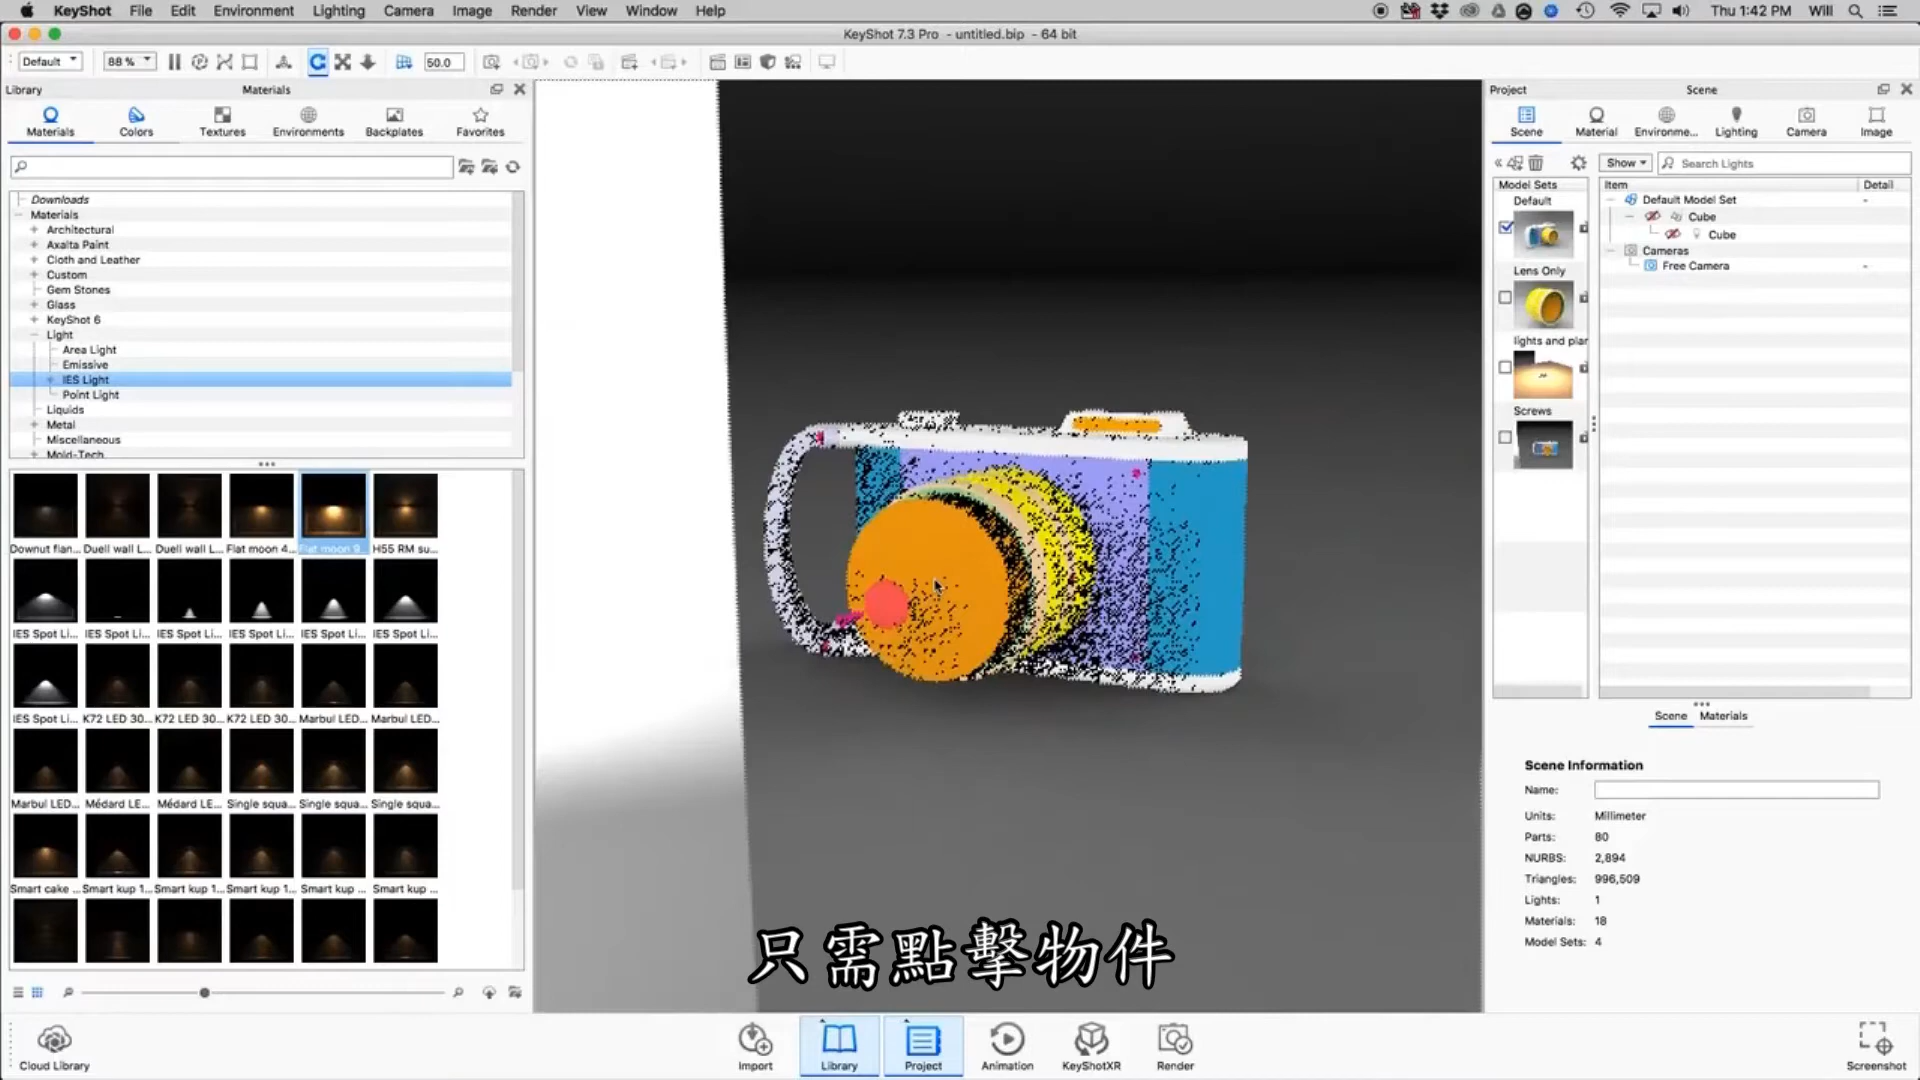 KeyShot File Edit Environment Lighting Camera Image Render View Window Help
Thu 1:42 PM Will
KeyShot 7.3 Pro - untitled.bip - 64 bit
Default 88 % 50.0
Library Materials
Materials Colors Textures Environments Backplates Favorites
Downloads
Materials
Architectural
Axalta Paint
Cloth and Leather
Custom
Gem Stones
Glass
KeyShot 6
Light
Area Light
Emissive
IES Light
Point Light
Liquids
Metal
Miscellaneous
Mold-Tech
Downut flan... Duell wall L... Duell wall L... Flat moon 4... Flat moon 9... H55 RM su...
IES Spot Li... IES Spot Li... IES Spot Li... IES Spot Li... IES Spot Li... IES Spot Li...
IES Spot Li... K72 LED 30... K72 LED 30... K72 LED 30... Marbul LED... Marbul LED...
Marbul LED... Médard LE... Médard LE... Single squa... Single squa... Single squa...
Smart cake ... Smart kup 1... Smart kup 1... Smart kup 1... Smart kup ... Smart kup ...
Project Scene
Scene Material Environme... Lighting Camera Image
Show Search Lights
Model Sets
Default
Lens Only
lights and plan
Screws
Item Detail
Default Model Set -
Cube
Cube
Cameras
Free Camera -
Scene Materials
Scene Information
Name:
Units: Millimeter
Parts: 80
NURBS: 2,894
Triangles: 996,509
Lights: 1
Materials: 18
Model Sets: 4
只需點擊物件
Cloud Library
Import Library Project Animation KeyShotXR Render
Screenshot